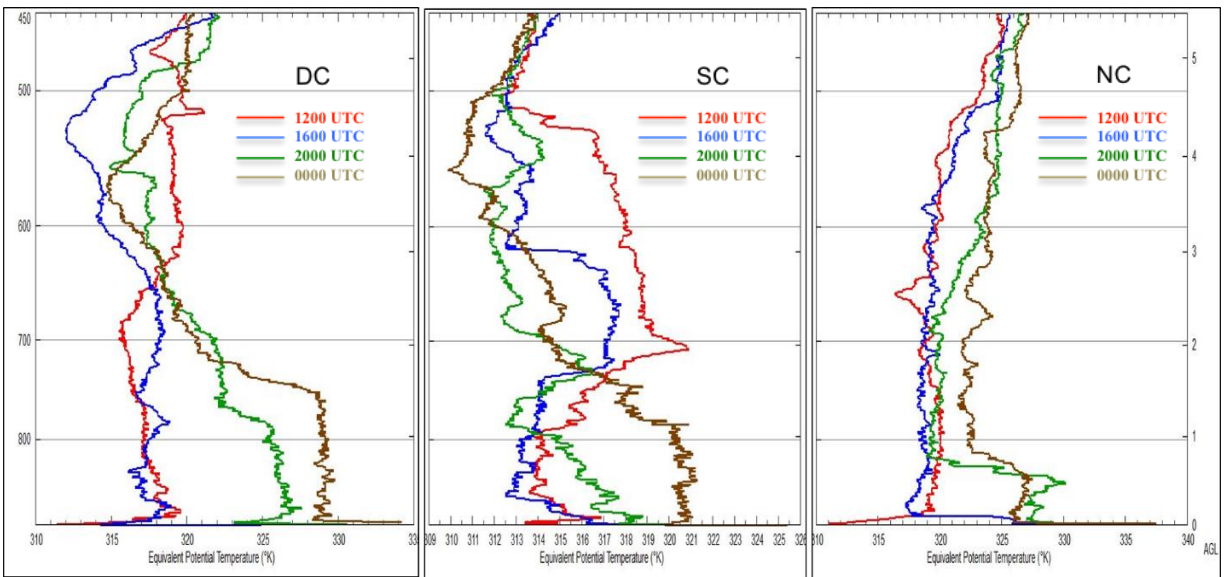 450
500
600
700
800
DC
1200 UTC
1600 UTC
2000 UTC
0000 UTC
310 315 320 325 330 33
Equivalent Potential Temperature (°K)
SC
1200 UTC
1600 UTC
2000 UTC
0000 UTC
309 310 311 312 313 314 315 316 317 318 319 320 321 322 323 324 325 326
Equivalent Potential Temperature (°K)
NC
1200 UTC
1600 UTC
2000 UTC
0000 UTC
5
4
3
2
1
0
310 315 320 325 330 335 340
Equivalent Potential Temperature (°K)
AGL